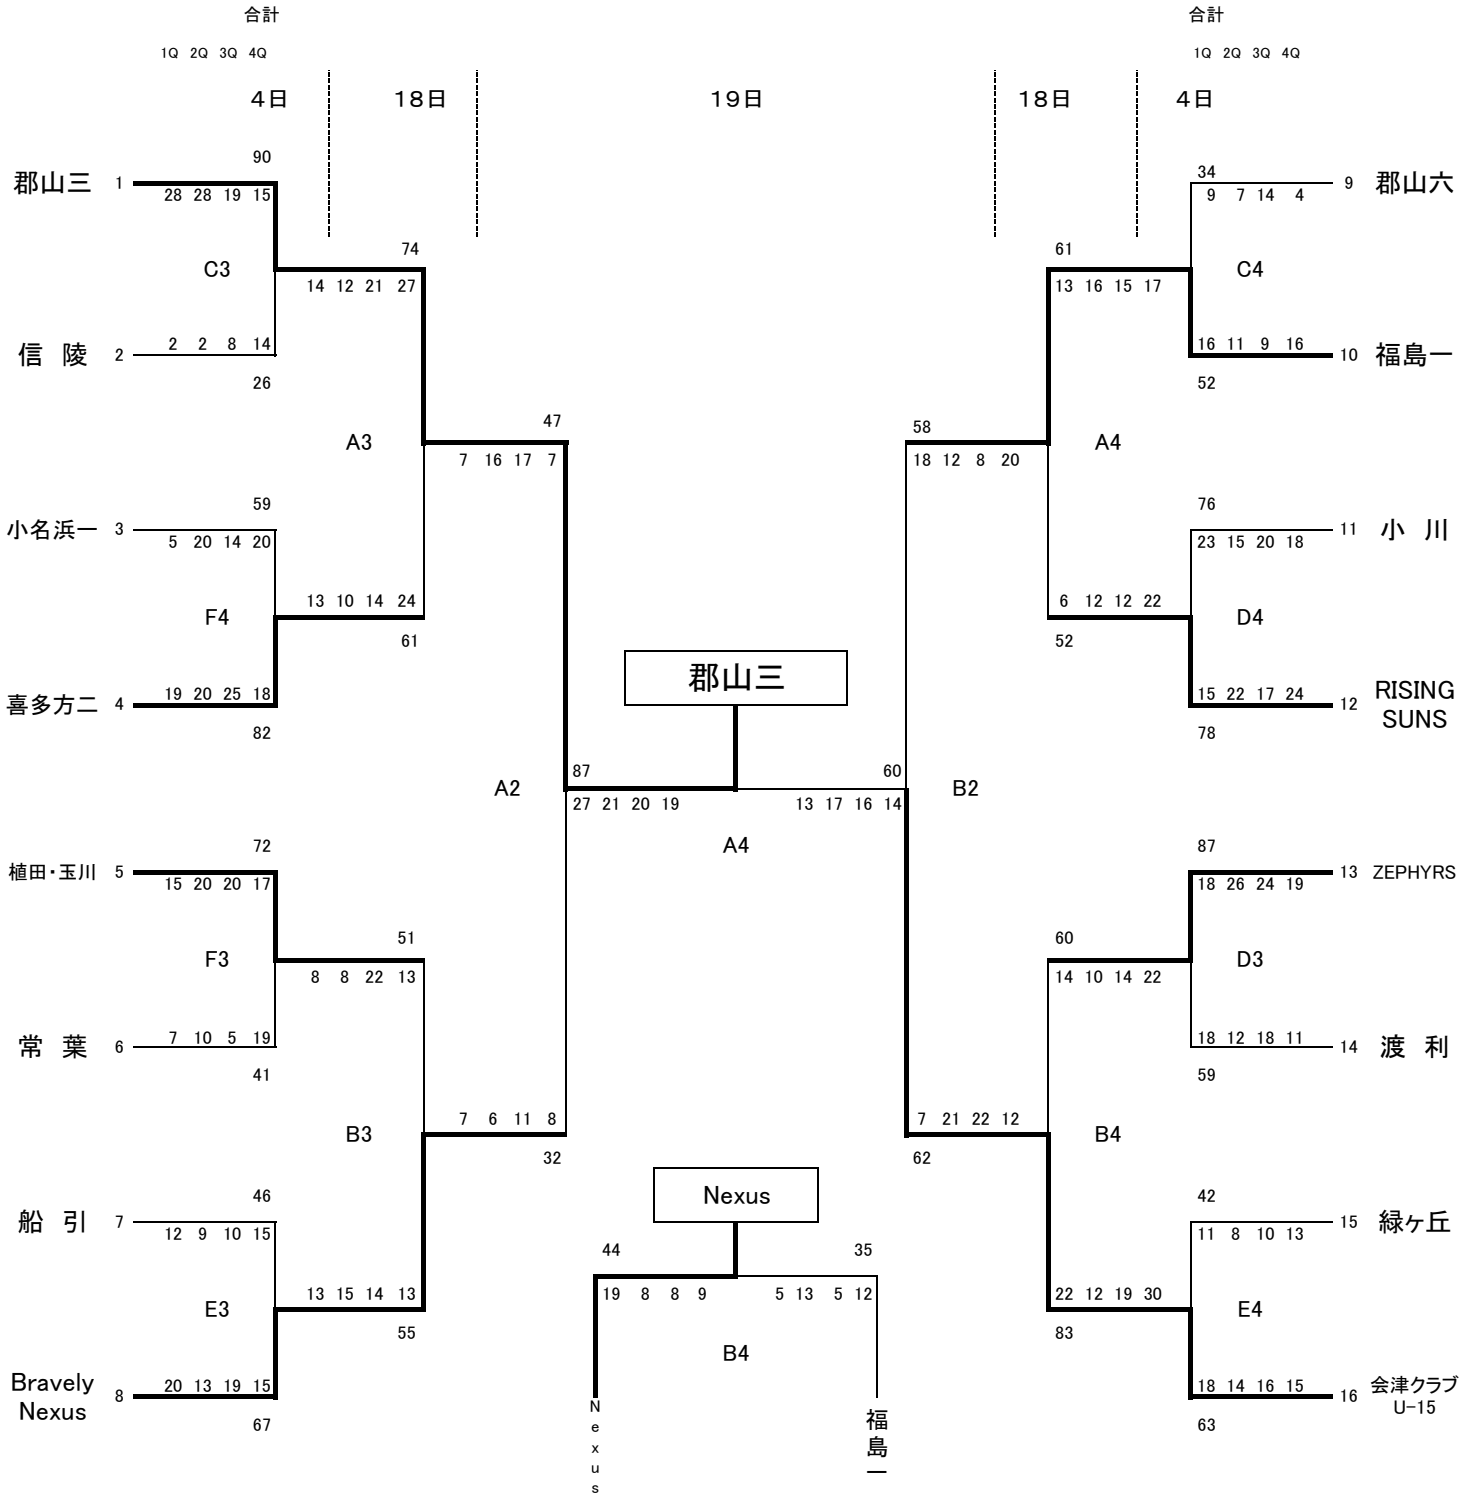 合計 合計
1Q 2Q 3Q 4Q 1Q 2Q 3Q 4Q
4日 18日 19日 18日 4日
90 34
郡山三 1 28 28 19 15 9 7 14 4 9 郡山六
74 61
C3 C4
14 12 21 27 13 16 15 17
信 陵 2 2 2 8 14 16 11 9 16 10 福島一
26 52
47 58
A3 A4
7 16 17 7 18 12 8 20
59 76
小名浜一 3 5 20 14 20 23 15 20 18 11 小 川
13 10 14 24 6 12 12 22
F4 D4
61 52
郡山三
喜多方二 4 19 20 25 18 15 22 17 24 12 RISING
SUNS
82 78
87 60
A2 B2
27 21 20 19 13 17 16 14
A4
72 87
植田・玉川 5 15 20 20 17 18 26 24 19 13 ZEPHYRS
51 60
F3 D3
8 8 22 13 14 10 14 22
常 葉 6 7 10 5 19 18 12 18 11 14 渡 利
41 59
7 6 11 8 7 21 22 12
B3 B4
32 62
Nexus
46 42
船 引 7 12 9 10 15 11 8 10 13 15 緑ヶ丘
44 35
13 15 14 13 19 8 8 9 5 13 5 12 22 12 19 30
E3 E4
55 83
B4
Bravely
Nexus 8 20 13 19 15 18 14 16 15 16 会津クラブ
U-15
67 63
Nexus 福島一